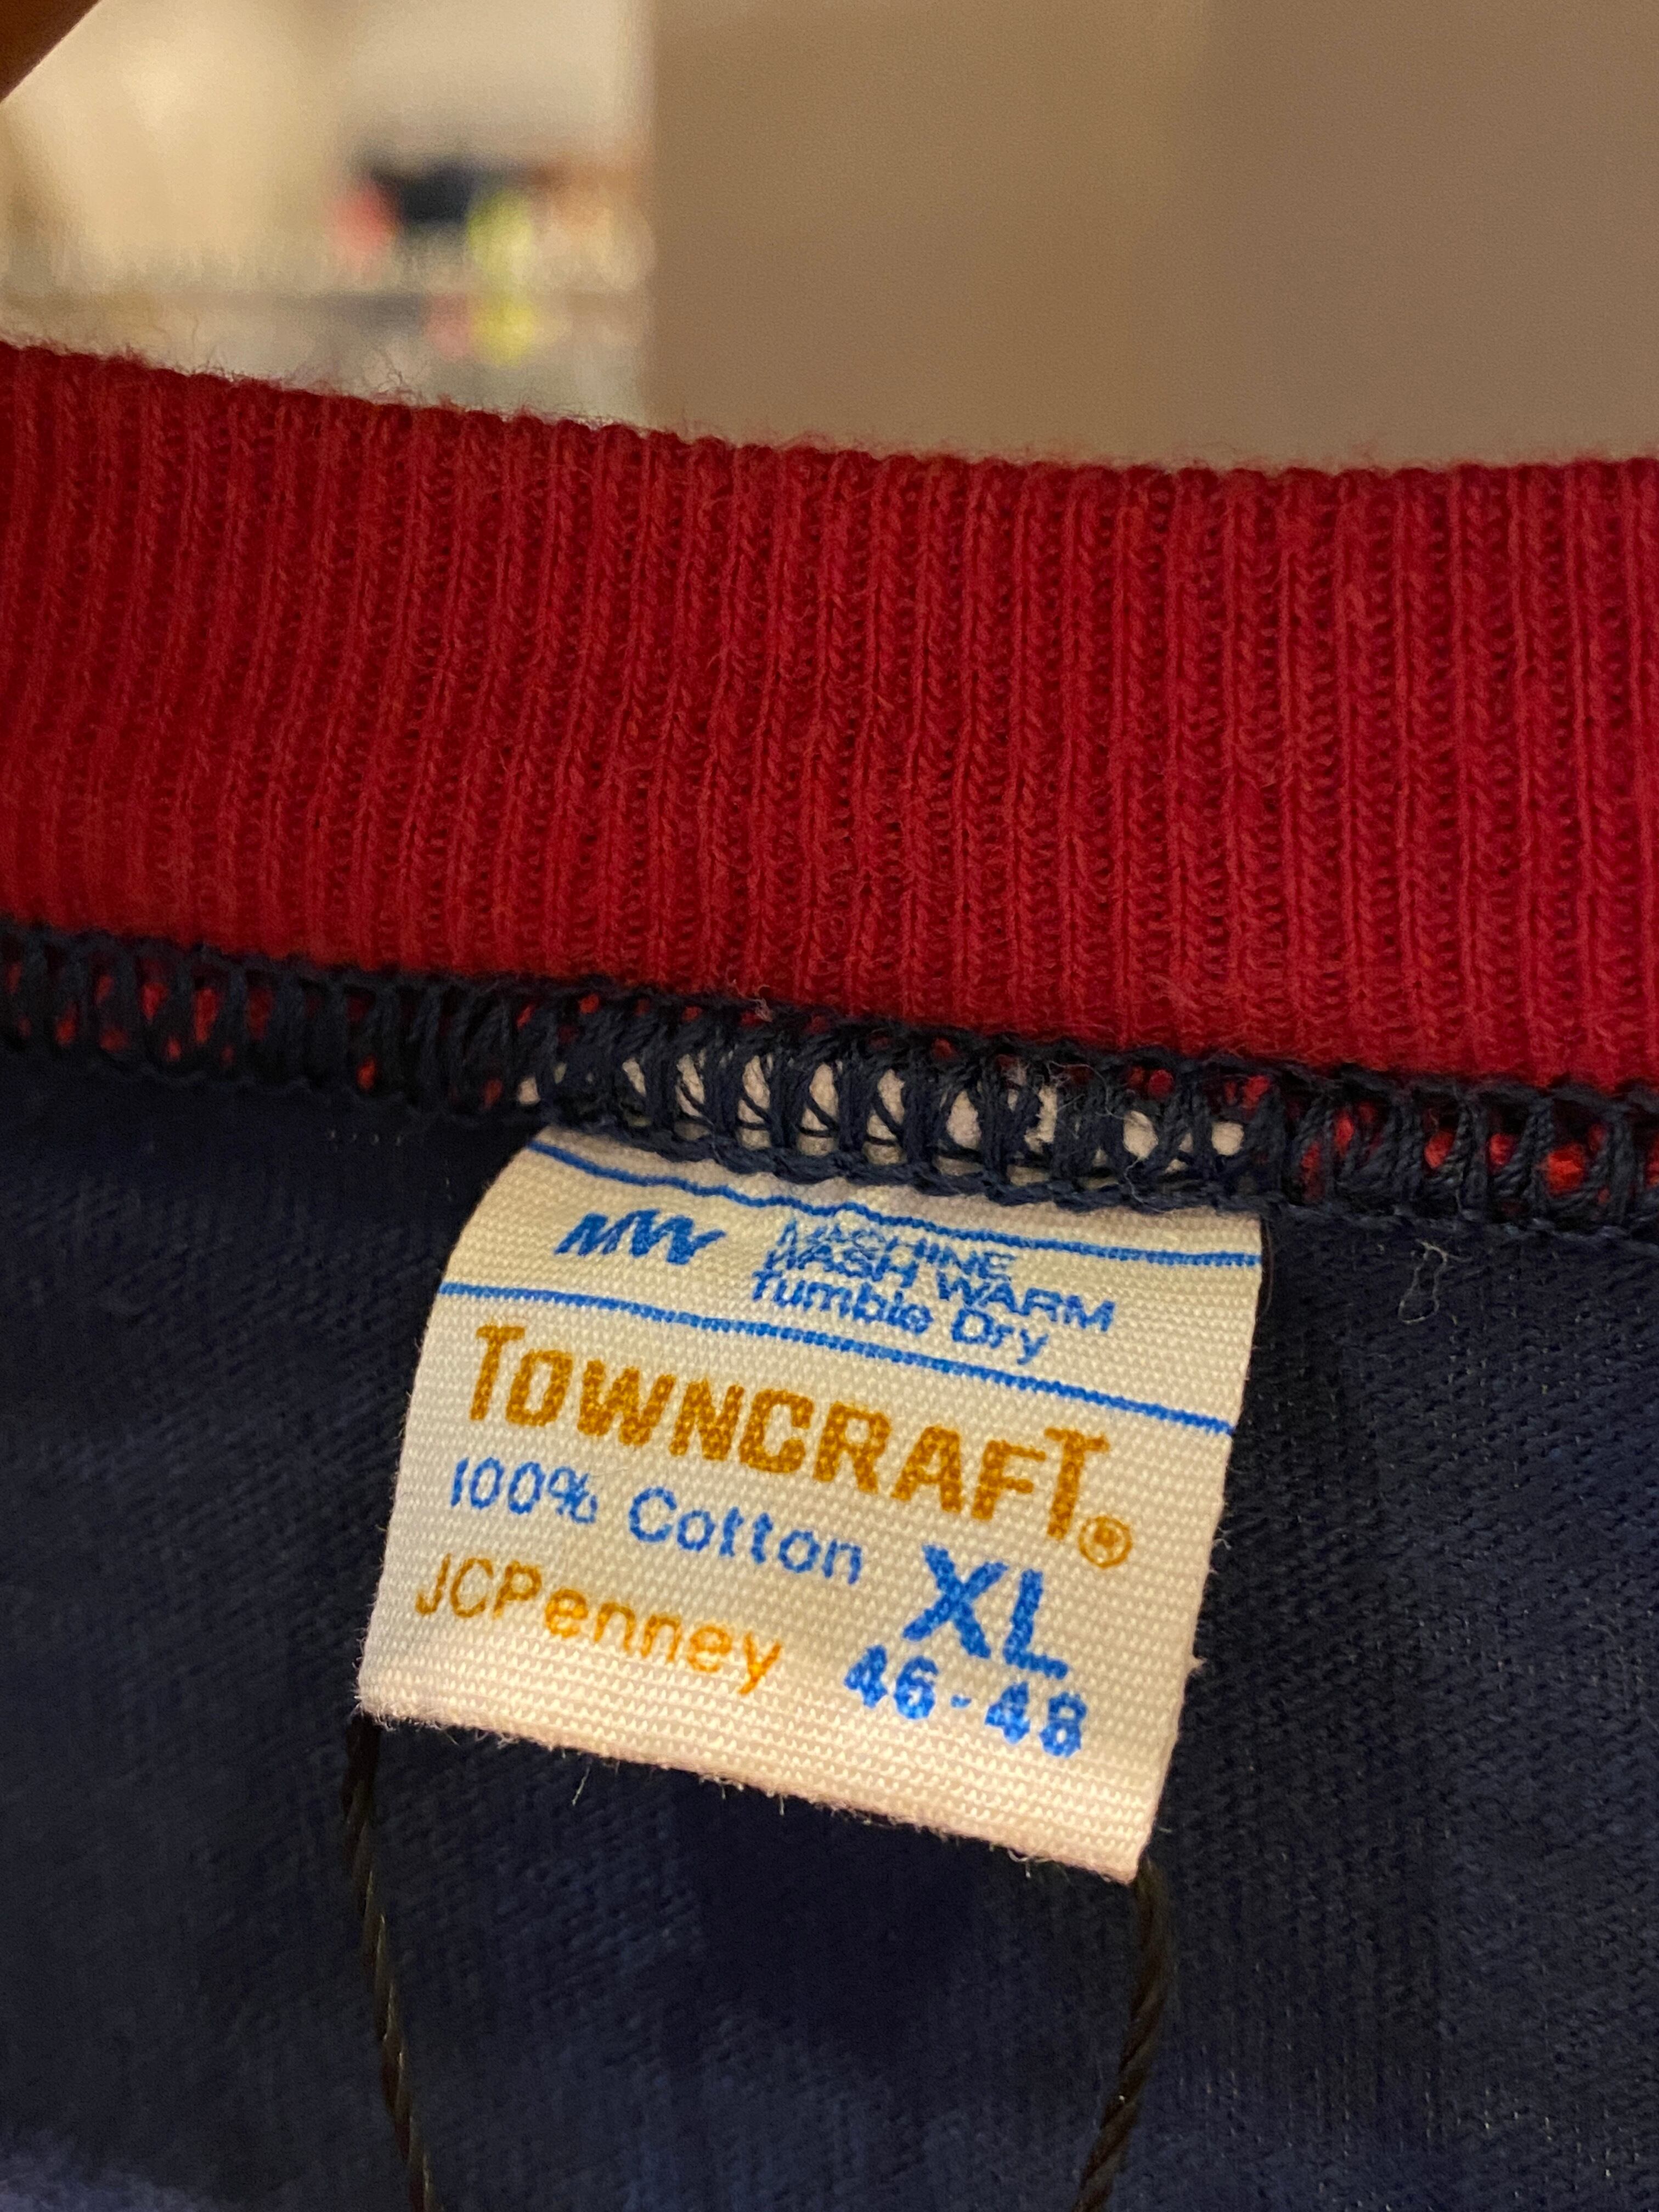 MW MACHINE
WASH WARM
Tumble Dry
TOWNCRAFT®
100% Cotton XL
JCPenney 46-48